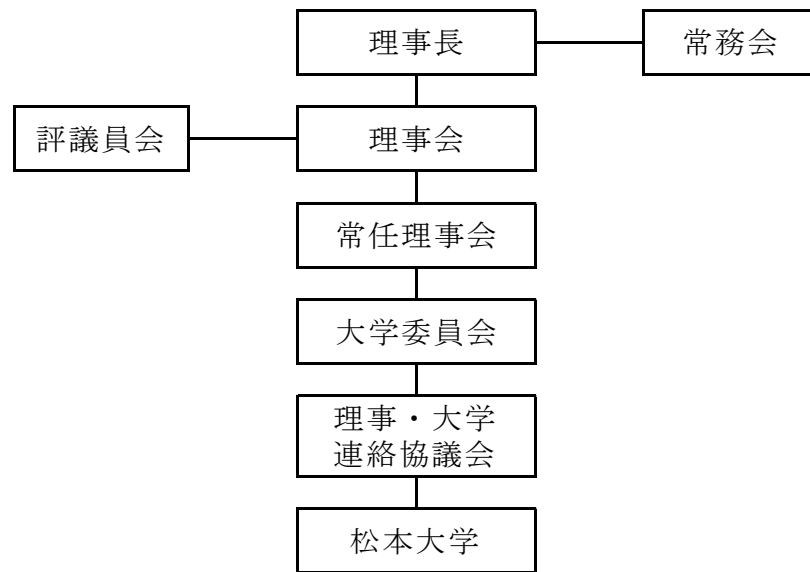 理事長
常務会
評議員会
理事会
常任理事会
大学委員会
理事・大学
連絡協議会
松本大学